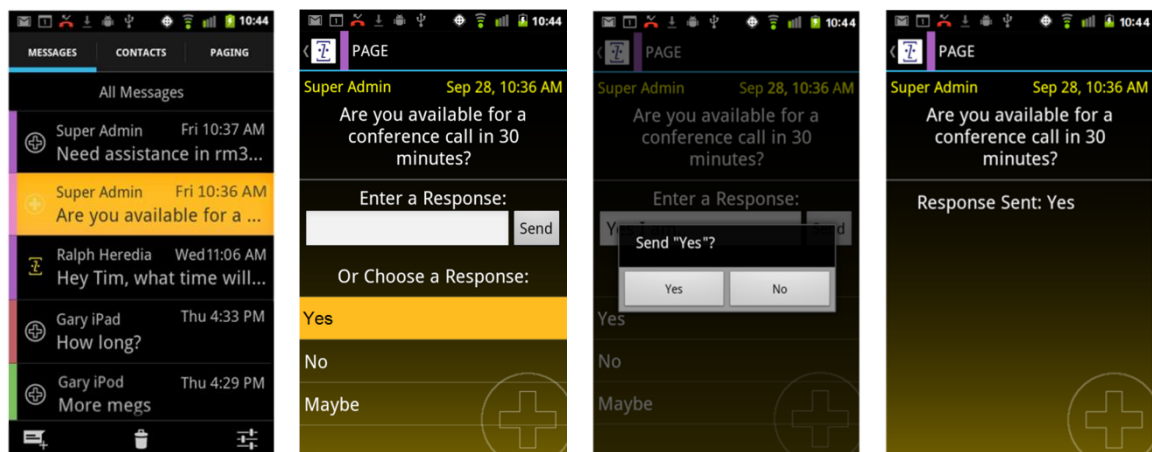 10:44
MESSAGES CONTACTS PAGING
All Messages
Super Admin Fri 10:37 AM
Need assistance in rm3...
Super Admin Fri 10:36 AM
Are you available for a ...
Ralph Heredia Wed11:06 AM
Hey Tim, what time will...
Gary iPad Thu 4:33 PM
How long?
Gary iPod Thu 4:29 PM
More megs
10:44
PAGE
Super Admin Sep 28, 10:36 AM
Are you available for a
conference call in 30
minutes?
Enter a Response:
Send
Or Choose a Response:
Yes
No
Maybe
10:44
PAGE
Super Admin Sep 28, 10:36 AM
Are you available for a
conference call in 30
minutes?
Enter a Response:
Send "Yes"?
Yes No
Yes
No
Maybe
10:44
PAGE
Super Admin Sep 28, 10:36 AM
Are you available for a
conference call in 30
minutes?
Response Sent: Yes